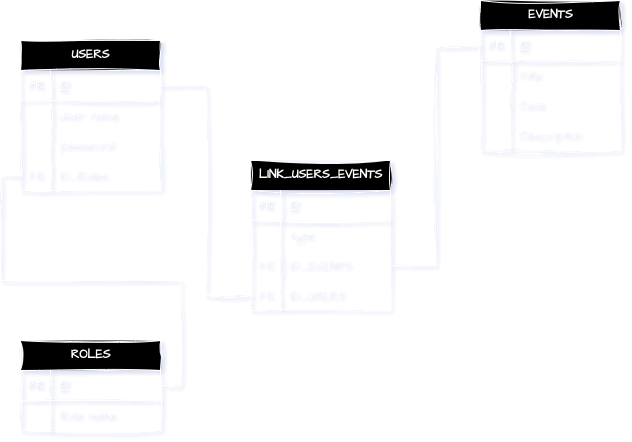 EVENTS
PK ID
Title
Date
Description
USERS
PK ID
user name
password
FK ID_Roles
LINK_USERS_EVENTS
PK ID
Type
FK ID_EVENTS
FK ID_USERS
ROLES
PK ID
Role name